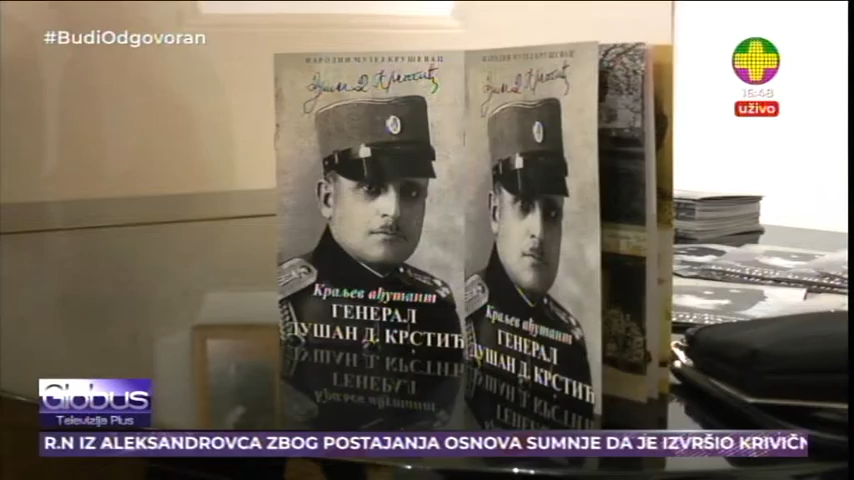 #BudiOdgovoran
16:48
uživo
НАРОДНИ МУЗЕЈ КРУШЕВАЦ
Краљев ађутант
ГЕНЕРАЛ
ДУШАН Д. КРСТИЋ
НАРОДНИ МУЗЕЈ КРУШЕВАЦ
Краљев ађутант
ГЕНЕРАЛ
ДУШАН Д. КРСТИЋ
Globus
Televizija Plus
R.N IZ ALEKSANDROVCA ZBOG POSTAJANJA OSNOVA SUMNJE DA JE IZVRŠIO KRIVIČN